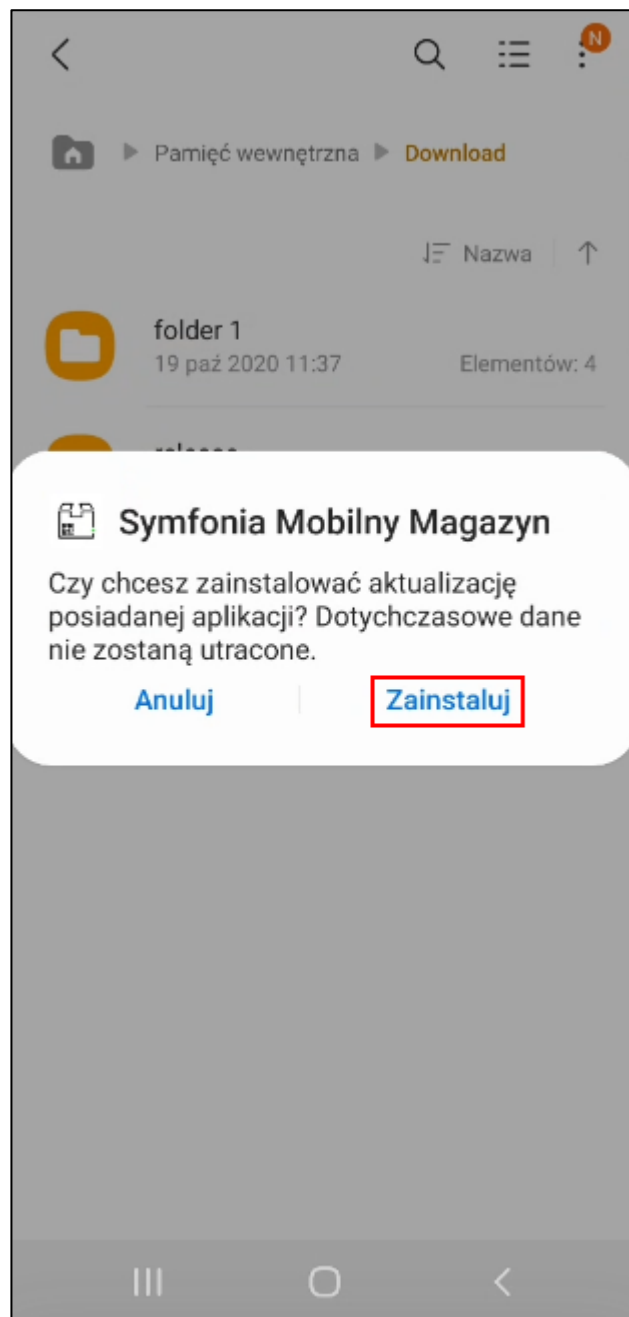 N
Pamięć wewnętrzna Download
Nazwa
folder 1
19 paź 2020 11:37 Elementów: 4
Symfonia Mobilny Magazyn
Czy chcesz zainstalować aktualizację
posiadanej aplikacji? Dotychczasowe dane
nie zostaną utracone.
Anuluj Zainstaluj